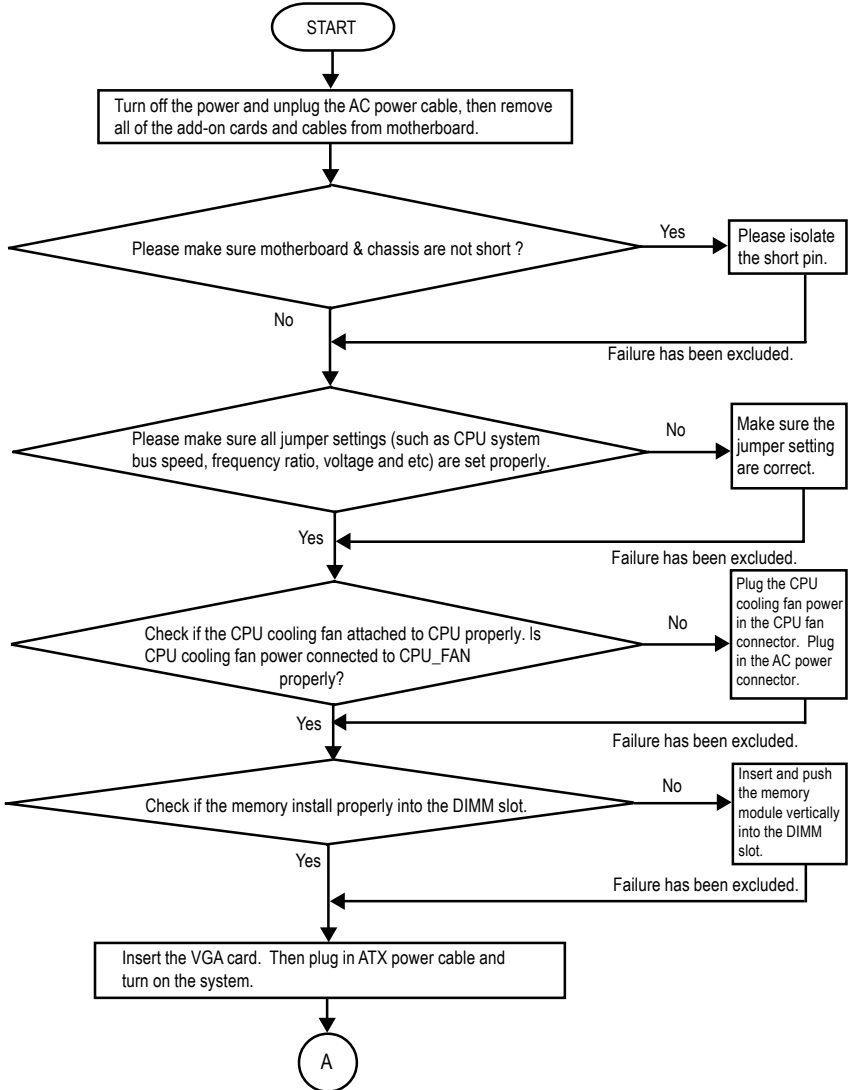 START
Turn off the power and unplug the AC power cable, then remove
all of the add-on cards and cables from motherboard.
Please make sure motherboard & chassis are not short ?
Yes
Please isolate
the short pin.
No
Failure has been excluded.
Please make sure all jumper settings (such as CPU system
bus speed, frequency ratio, voltage and etc) are set properly.
No
Make sure the
jumper setting
are correct.
Yes
Failure has been excluded.
Check if the CPU cooling fan attached to CPU properly. Is
CPU cooling fan power connected to CPU_FAN
properly?
No
Plug the CPU
cooling fan power
in the CPU fan
connector. Plug
in the AC power
connector.
Yes
Failure has been excluded.
Check if the memory install properly into the DIMM slot.
No
Insert and push
the memory
module vertically
into the DIMM
slot.
Yes
Failure has been excluded.
Insert the VGA card. Then plug in ATX power cable and
turn on the system.
A